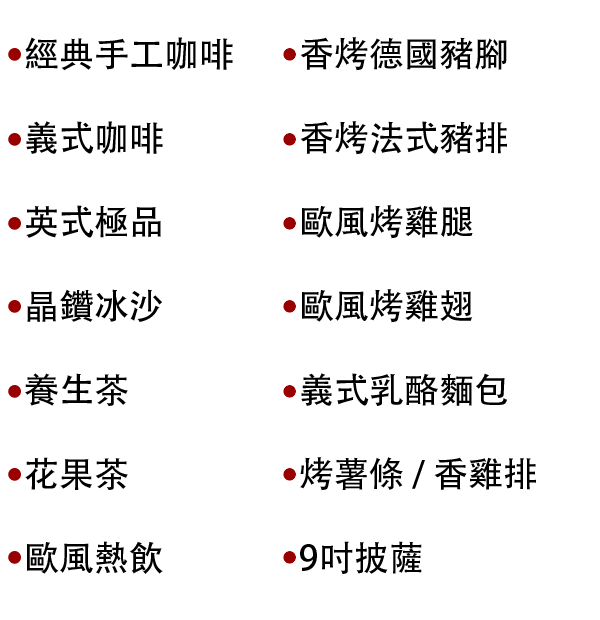 •經典手工咖啡
•義式咖啡
•英式極品
•晶鑽冰沙
•養生茶
•花果茶
•歐風熱飲
•香烤德國豬腳
•香烤法式豬排
•歐風烤雞腿
•歐風烤雞翅
•義式乳酪麵包
•烤薯條 / 香雞排
•9吋披薩